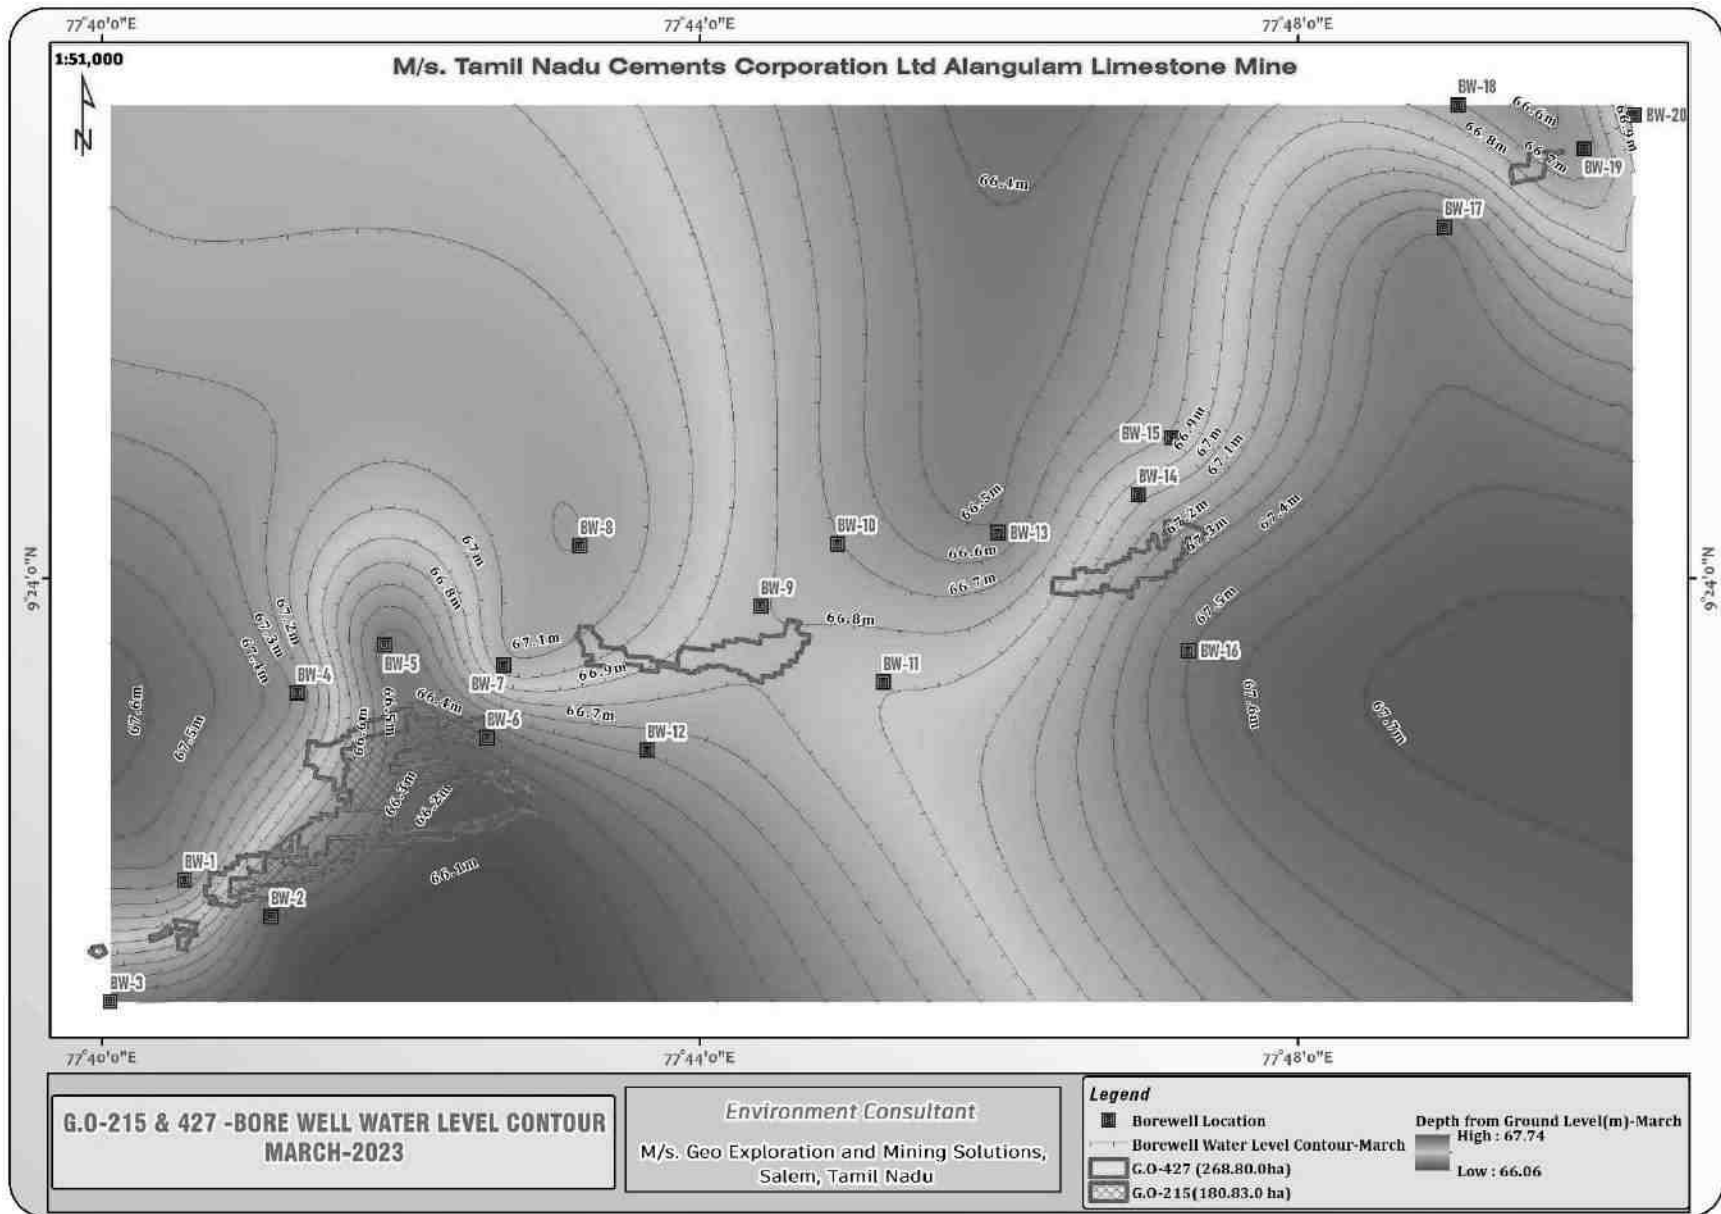 77°40'0"E
77°44'0"E
77°48'0"E
1:51,000
N
M/s. Tamil Nadu Cements Corporation Ltd Alangulam Limestone Mine
BW-18
66.6m
66.9m
BW-20
66.8m
66.7m
BW-19
66.4m
BW-17
BW-15
66.9m
67m
67.1m
BW-14
66.5m
BW-13
67.2m
67.3m
67.4m
BW-8
BW-10
66.6m
66.7m
67m
66.8m
9°24'0"N
9°24'0"N
BW-9
66.8m
67.5m
67.2m
67.3m
67.4m
67.1m
BW-5
BW-7
66.9m
BW-11
BW-16
BW-4
67.6m
67.5m
66.6m
66.5m
66.4m
BW-6
66.7m
BW-12
67.6m
67.7m
66.3m
66.2m
66.1m
BW-1
BW-2
BW-3
77°40'0"E
77°44'0"E
77°48'0"E
G.O-215 & 427 -BORE WELL WATER LEVEL CONTOUR
MARCH-2023
Environment Consultant
M/s. Geo Exploration and Mining Solutions,
Salem, Tamil Nadu
Legend
Borewell Location
Borewell Water Level Contour-March
G.O-427 (268.80.0ha)
G.O-215(180.83.0 ha)
Depth from Ground Level(m)-March
High : 67.74
Low : 66.06